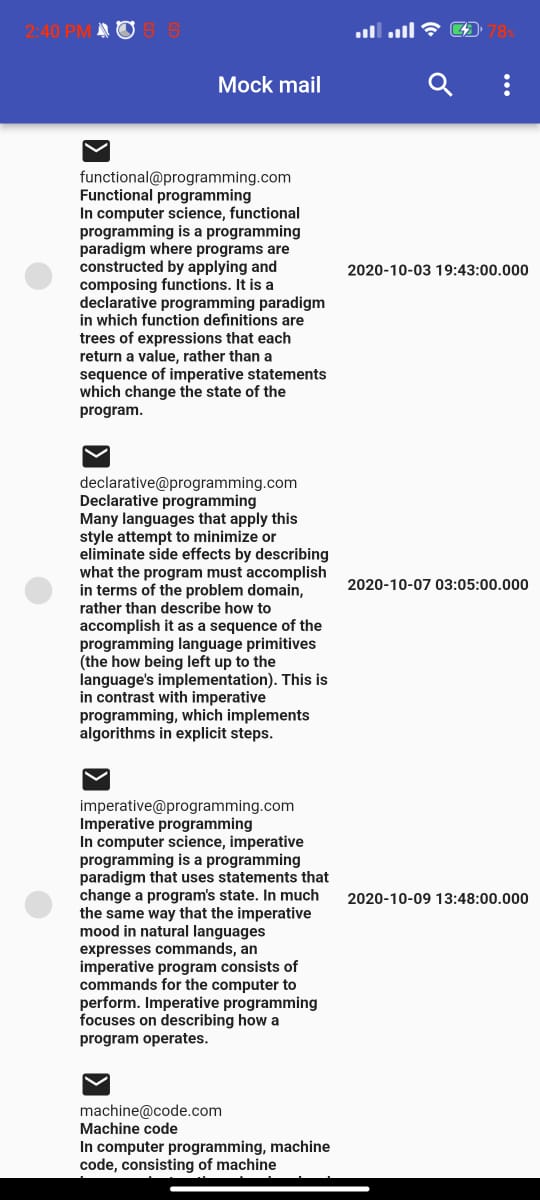 2:40 PM
78%
Mock mail
functional@programming.com
Functional programming
In computer science, functional
programming is a programming
paradigm where programs are
constructed by applying and
composing functions. It is a
declarative programming paradigm
in which function definitions are
trees of expressions that each
return a value, rather than a
sequence of imperative statements
which change the state of the
program.
2020-10-03 19:43:00.000
declarative@programming.com
Declarative programming
Many languages that apply this
style attempt to minimize or
eliminate side effects by describing
what the program must accomplish
in terms of the problem domain,
rather than describe how to
accomplish it as a sequence of the
programming language primitives
(the how being left up to the
language's implementation). This is
in contrast with imperative
programming, which implements
algorithms in explicit steps.
2020-10-07 03:05:00.000
imperative@programming.com
Imperative programming
In computer science, imperative
programming is a programming
paradigm that uses statements that
change a program's state. In much
the same way that the imperative
mood in natural languages
expresses commands, an
imperative program consists of
commands for the computer to
perform. Imperative programming
focuses on describing how a
program operates.
2020-10-09 13:48:00.000
machine@code.com
Machine code
In computer programming, machine
code, consisting of machine